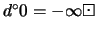 d°0 = −∞⊡